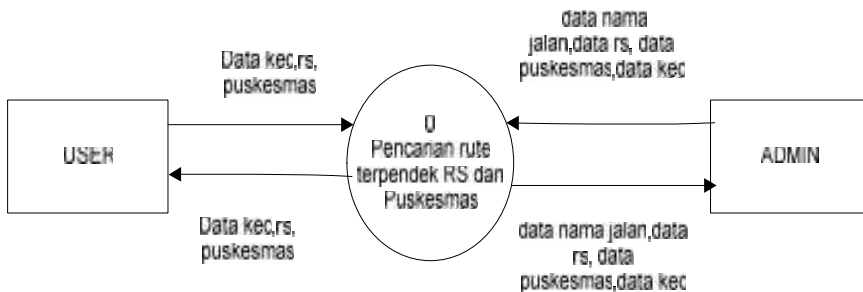 data nama
jalan,data rs, data
puskesmas,data kec
Data kec,rs,
puskesmas
USER
0
Pencarian rute
terpendek RS dan
Puskesmas
ADMIN
Data kec,rs,
puskesmas
data nama jalan,data
rs, data
puskesmas,data kec